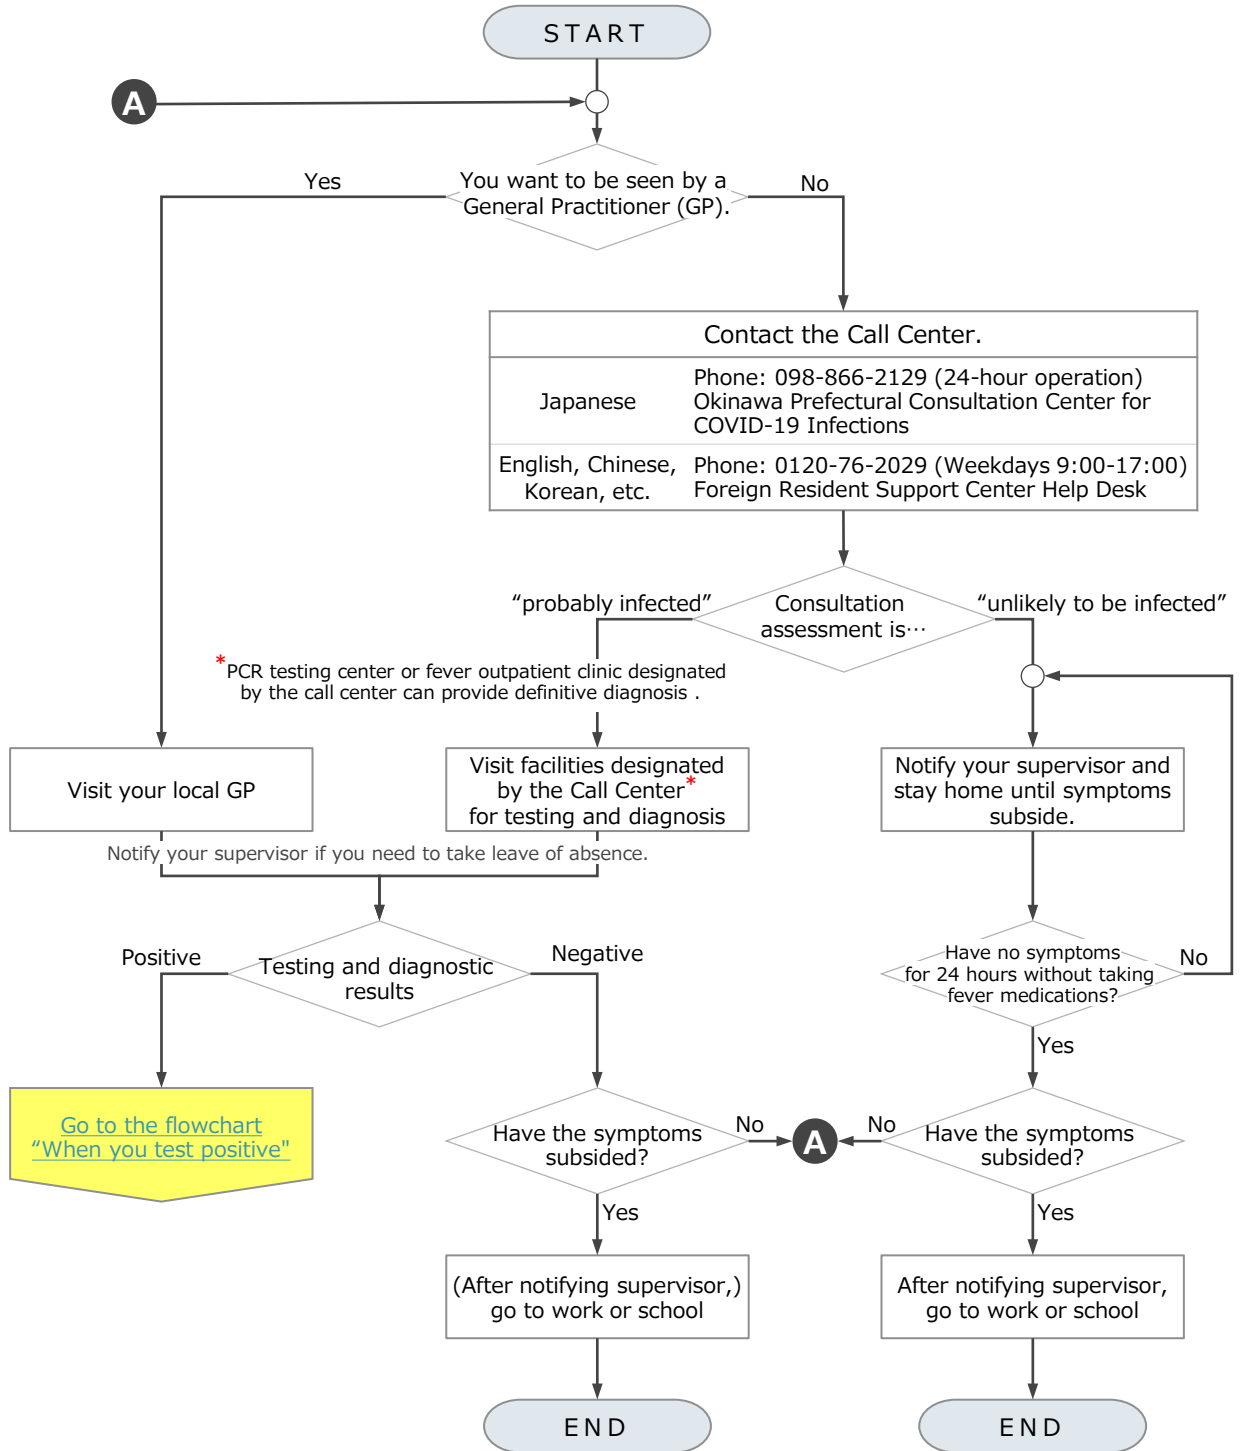 START
A
Yes
You want to be seen by a
General Practitioner (GP).
No
Contact the Call Center.
Japanese
Phone: 098-866-2129 (24-hour operation)
Okinawa Prefectural Consultation Center for
COVID-19 Infections
English, Chinese,
Korean, etc.
Phone: 0120-76-2029 (Weekdays 9:00-17:00)
Foreign Resident Support Center Help Desk
“probably infected”
Consultation
assessment is…
“unlikely to be infected”
*PCR testing center or fever outpatient clinic designated
by the call center can provide definitive diagnosis .
Visit your local GP
Visit facilities designated
by the Call Center*
for testing and diagnosis
Notify your supervisor and
stay home until symptoms
subside.
Notify your supervisor if you need to take leave of absence.
Positive
Testing and diagnostic
results
Negative
Have no symptoms
for 24 hours without taking
fever medications?
No
Yes
Go to the flowchart
“When you test positive"
Have the symptoms
subsided?
No
A
No
Have the symptoms
subsided?
Yes
Yes
(After notifying supervisor,)
go to work or school
After notifying supervisor,
go to work or school
END
END